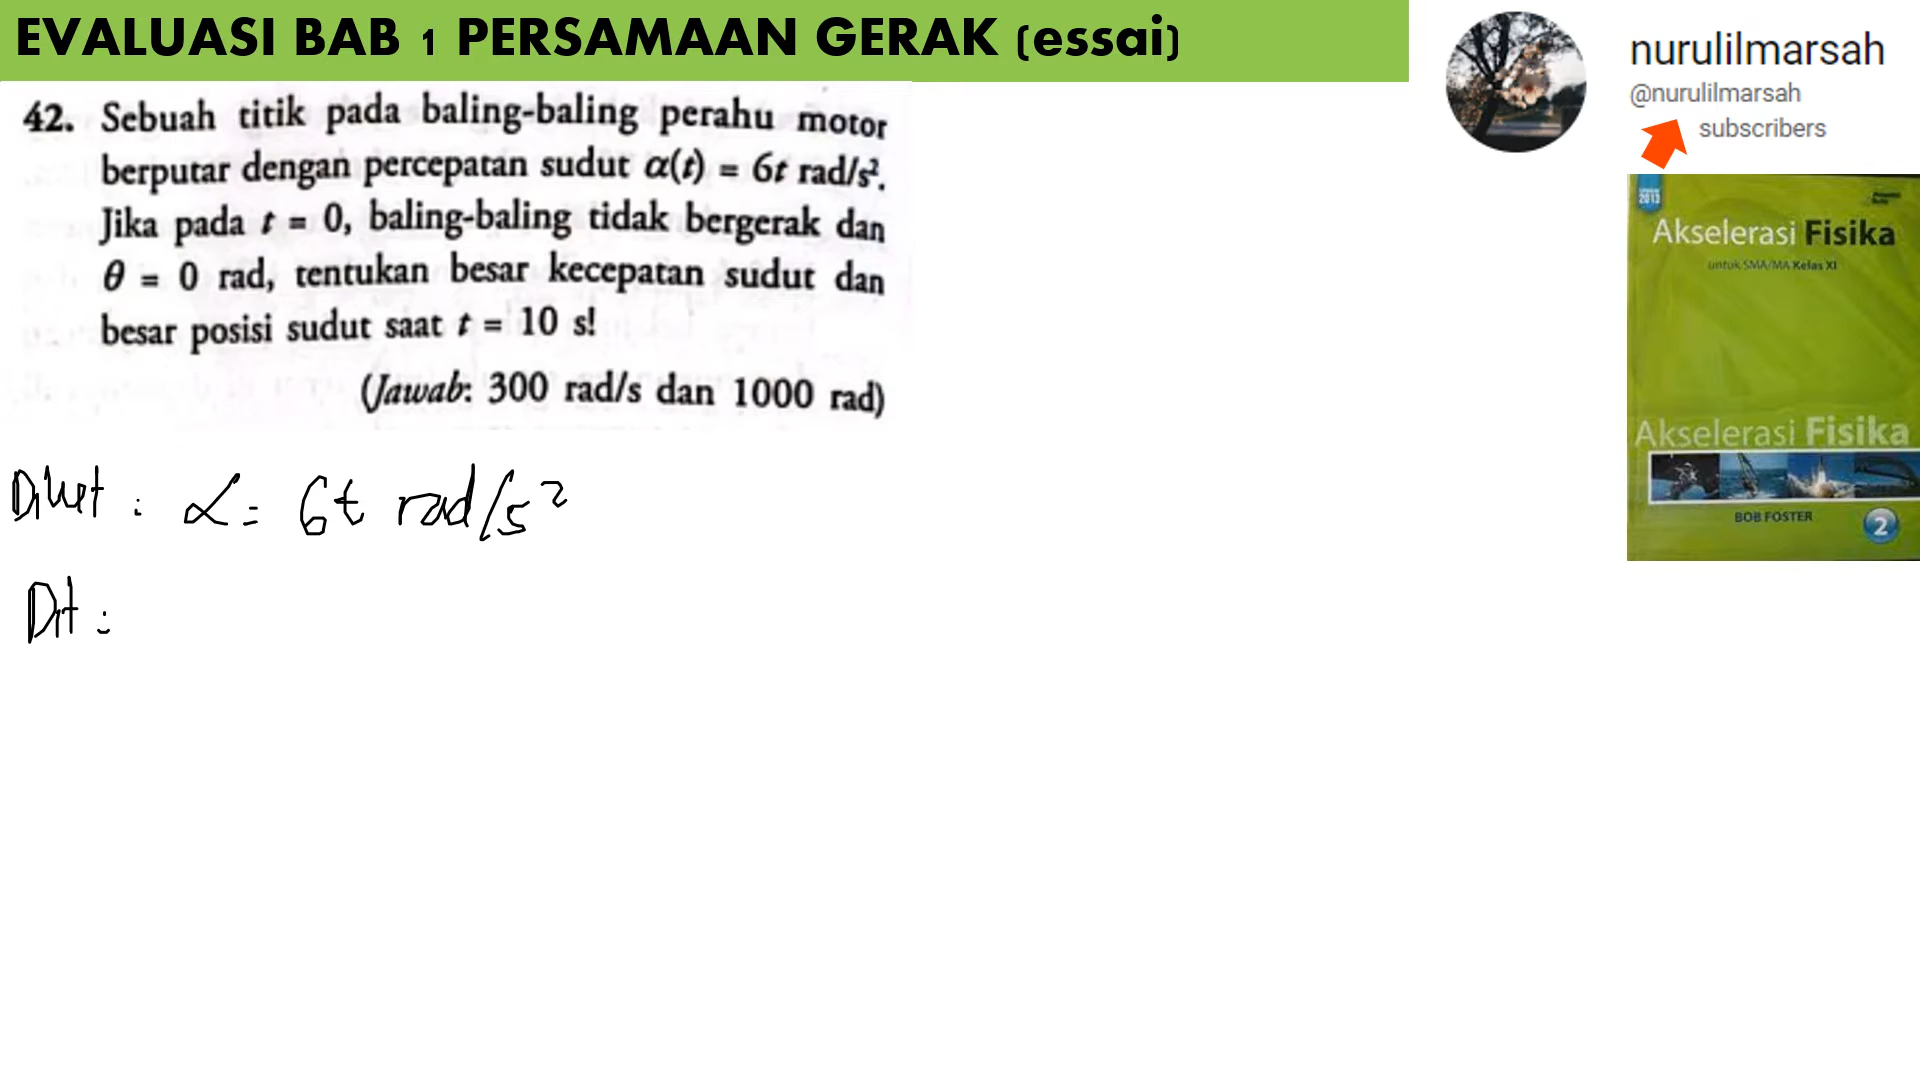 EVALUASI BAB 1 PERSAMAAN GERAK (essai)
nurulilmarsah
@nurulilmarsah
subscribers
42. Sebuah titik pada baling-baling perahu motor
berputar dengan percepatan sudut α(t) = 6t rad/s².
Jika pada t = 0, baling-baling tidak bergerak dan
θ = 0 rad, tentukan besar kecepatan sudut dan
besar posisi sudut saat t = 10 s!
(Jawab: 300 rad/s dan 1000 rad)
Diket : α = 6t rad/s²
Dit :
2013
Akselerasi Fisika
untuk SMA/MA Kelas XI
Akselerasi Fisika
BOB FOSTER
2